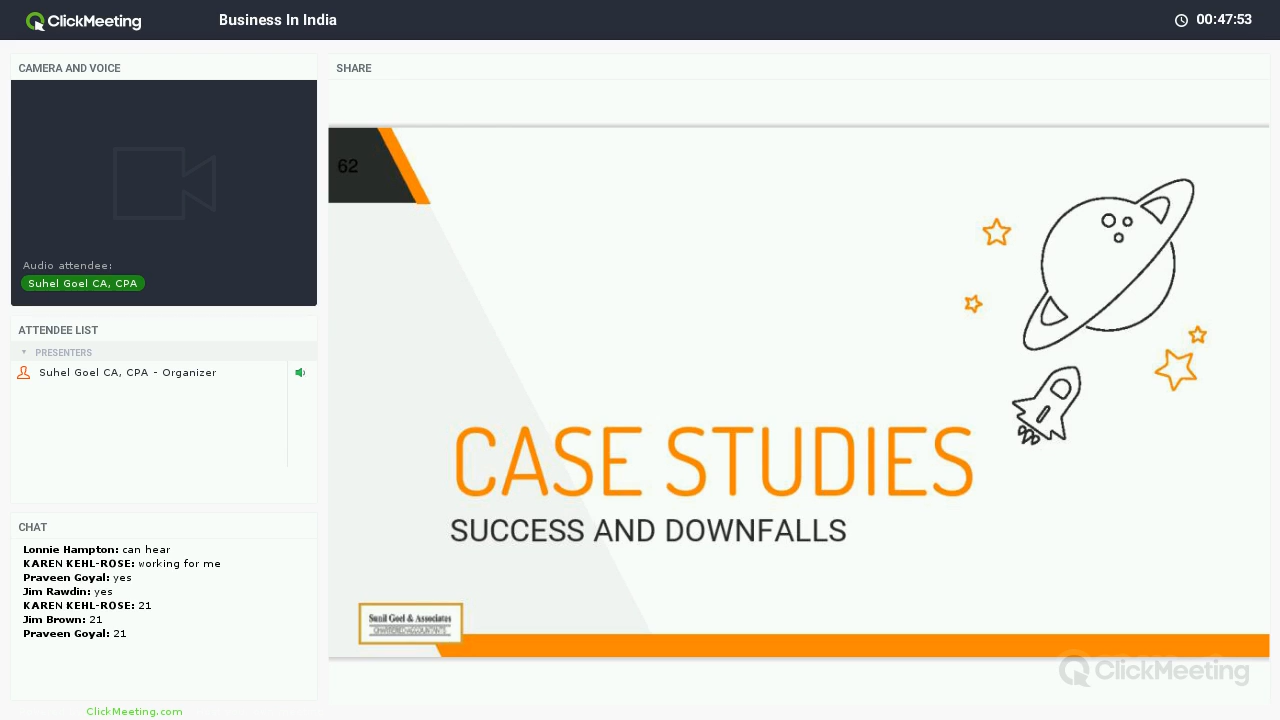 ClickMeeting
Business In India
00:47:53
CAMERA AND VOICE
Audio attendee:
Suhel Goel CA, CPA
ATTENDEE LIST
PRESENTERS
Suhel Goel CA, CPA - Organizer
CHAT
Lonnie Hampton: can hear
KAREN KEHL-ROSE: working for me
Praveen Goyal: yes
Jim Rawdin: yes
KAREN KEHL-ROSE: 21
Jim Brown: 21
Praveen Goyal: 21
ClickMeeting.com
SHARE
62
CASE STUDIES
SUCCESS AND DOWNFALLS
Sunil Goel & Associates
CHARTERED ACCOUNTANTS
ClickMeeting